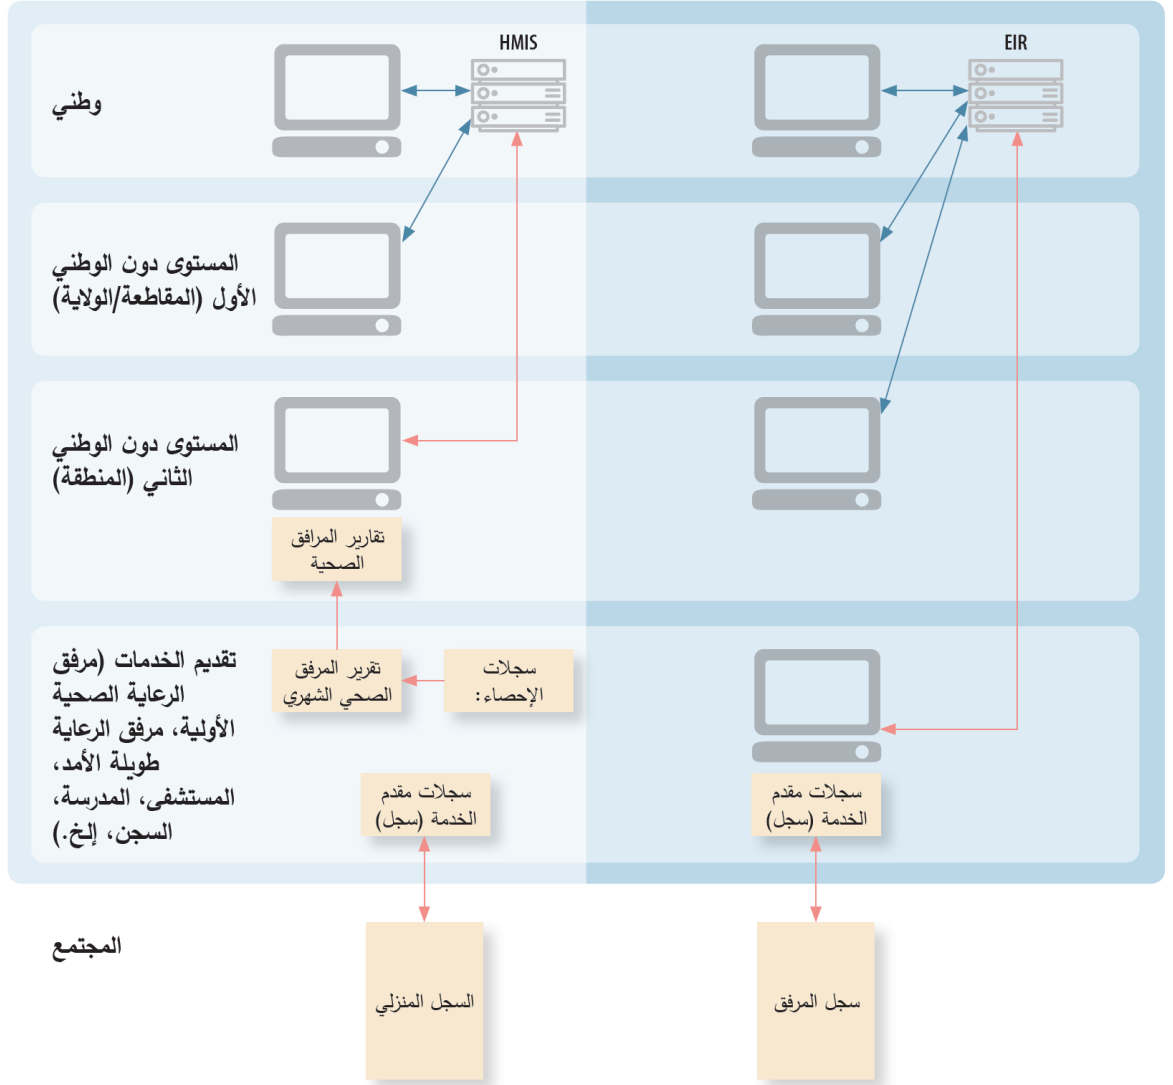 HMIS
EIR
وطني
المستوى دون الوطني
الأول (المقاطعة/الولاية)
المستوى دون الوطني
الثاني (المنطقة)
تقارير المرافق
الصحية
تقديم الخدمات (مرفق
الرعاية الصحية
الأولية، مرفق الرعاية
طويلة الأمد،
المستشفى، المدرسة،
السجن، إلخ.)
تقرير المرفق
الصحي الشهري
سجلات
الإحصاء:
سجلات مقدم
الخدمة (سجل)
سجلات مقدم
الخدمة (سجل)
المجتمع
السجل المنزلي
سجل المرفق